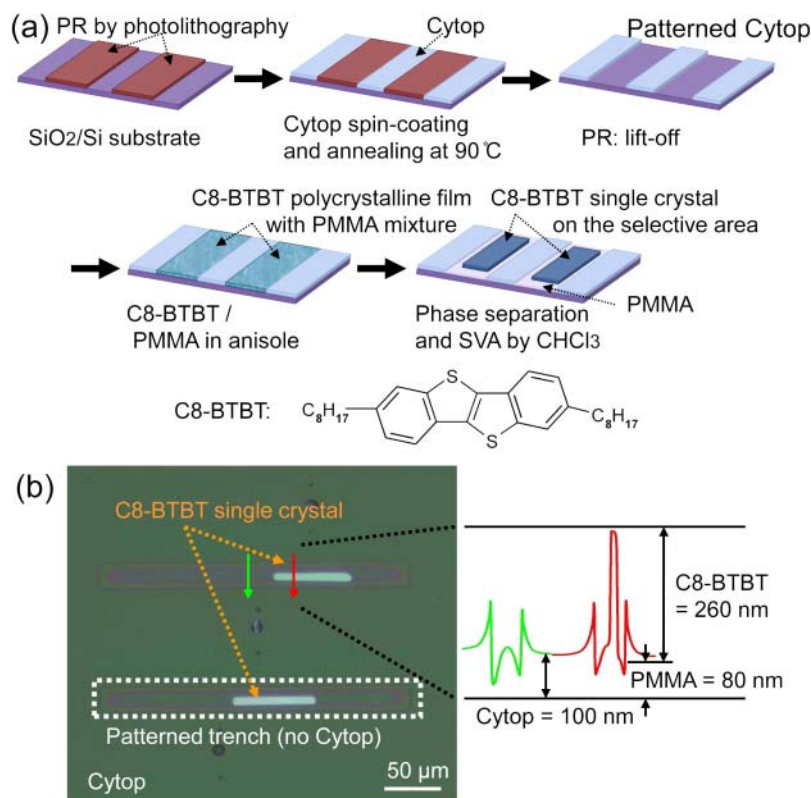 (a)
PR by photolithography
SiO2/Si substrate
Cytop
Cytop spin-coating
and annealing at 90℃
Patterned Cytop
PR: lift-off
C8-BTBT polycrystalline film
with PMMA mixture
C8-BTBT /
PMMA in anisole
C8-BTBT single crystal
on the selective area
PMMA
Phase separation
and SVA by CHCl3
C8-BTBT:
C8H17
S
S
C8H17
(b)
C8-BTBT single crystal
Patterned trench (no Cytop)
Cytop
50 μm
C8-BTBT
= 260 nm
PMMA = 80 nm
Cytop = 100 nm